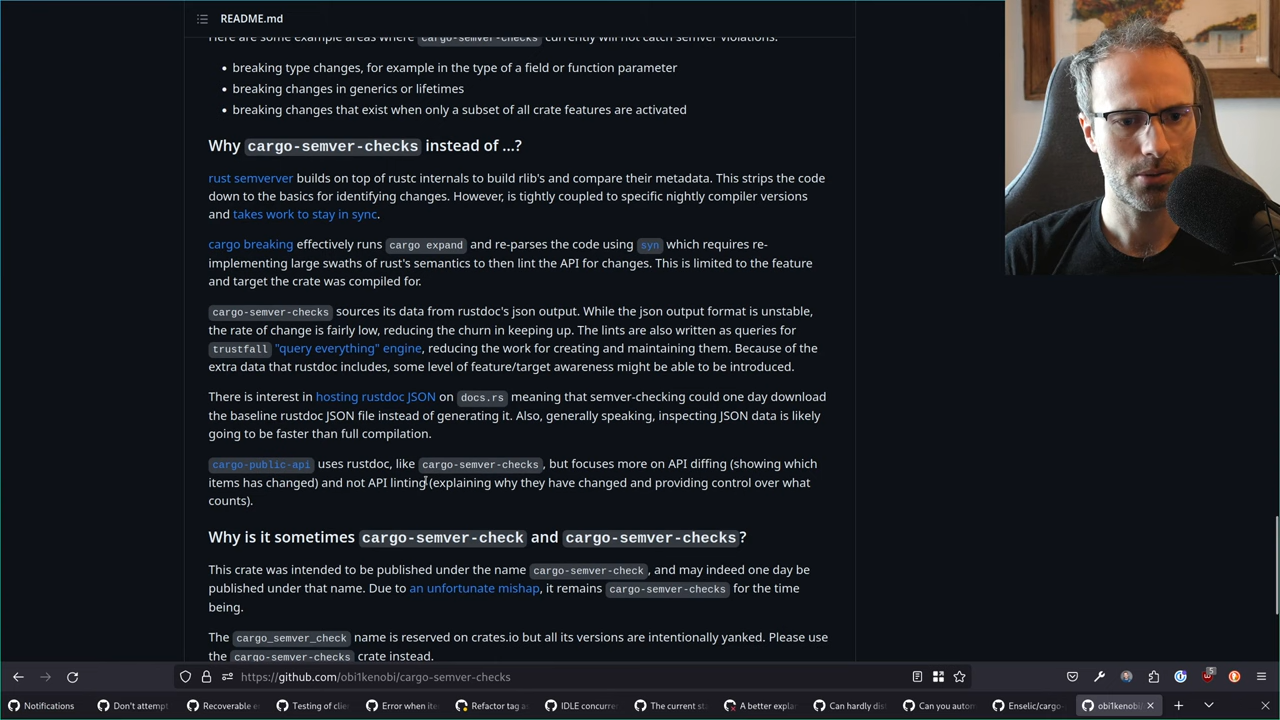 README.md
Here are some example areas where cargo-semver-checks currently will not catch semver violations:
breaking type changes, for example in the type of a field or function parameter
breaking changes in generics or lifetimes
breaking changes that exist when only a subset of all crate features are activated
Why cargo-semver-checks instead of ...?
rust semverver builds on top of rustc internals to build rlib's and compare their metadata. This strips the code
down to the basics for identifying changes. However, is tightly coupled to specific nightly compiler versions
and takes work to stay in sync.
cargo breaking effectively runs cargo expand and re-parses the code using syn which requires re-
implementing large swaths of rust's semantics to then lint the API for changes. This is limited to the feature
and target the crate was compiled for.
cargo-semver-checks sources its data from rustdoc's json output. While the json output format is unstable,
the rate of change is fairly low, reducing the churn in keeping up. The lints are also written as queries for
trustfall "query everything" engine, reducing the work for creating and maintaining them. Because of the
extra data that rustdoc includes, some level of feature/target awareness might be able to be introduced.
There is interest in hosting rustdoc JSON on docs.rs meaning that semver-checking could one day download
the baseline rustdoc JSON file instead of generating it. Also, generally speaking, inspecting JSON data is likely
going to be faster than full compilation.
cargo-public-api uses rustdoc, like cargo-semver-checks, but focuses more on API diffing (showing which
items has changed) and not API linting (explaining why they have changed and providing control over what
counts).
Why is it sometimes cargo-semver-check and cargo-semver-checks?
This crate was intended to be published under the name cargo-semver-check, and may indeed one day be
published under that name. Due to an unfortunate mishap, it remains cargo-semver-checks for the time
being.
The cargo_semver_check name is reserved on crates.io but all its versions are intentionally yanked. Please use
the cargo-semver-checks crate instead.
https://github.com/obi1kenobi/cargo-semver-checks
5
Notifications
Don't attempt
Recoverable e
Testing of clie
Error when ite
Refactor tag a
IDLE concurre
The current st
A better expla
Can hardly dis
Can you autom
Enselic/cargo-
obi1kenobi/